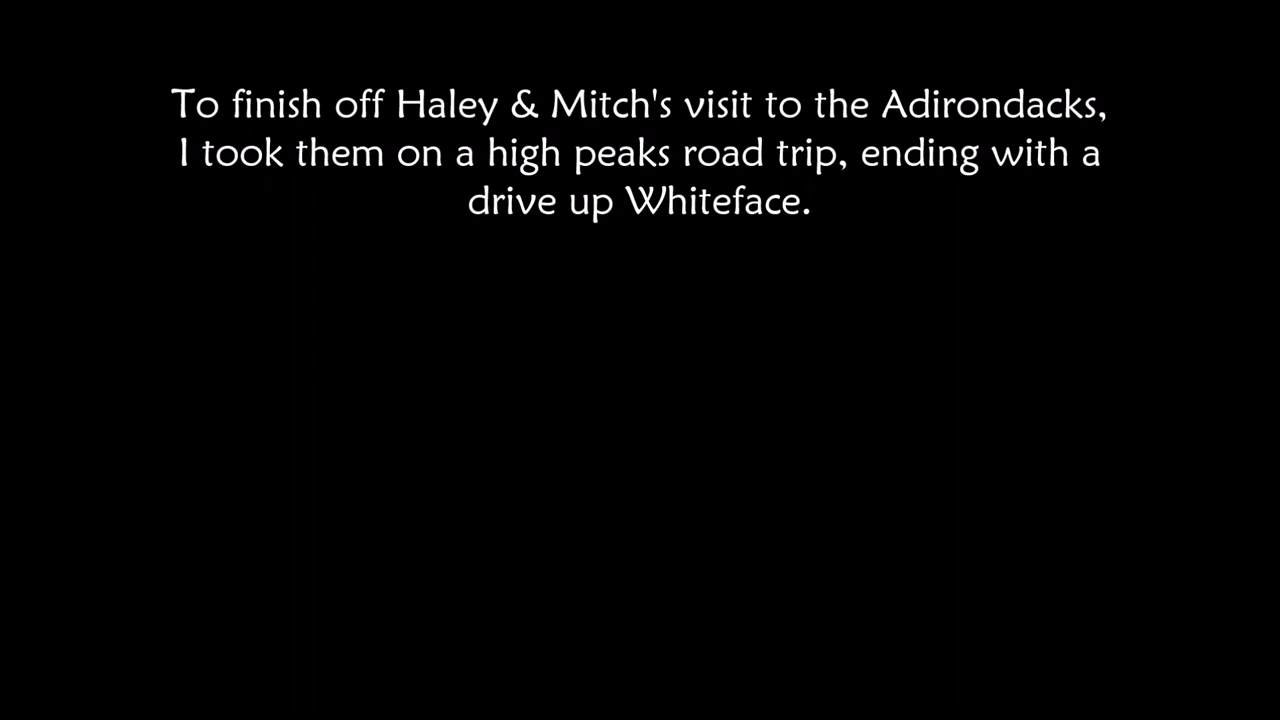 To finish off Haley & Mitch's visit to the Adirondacks,
I took them on a high peaks road trip, ending with a
drive up Whiteface.